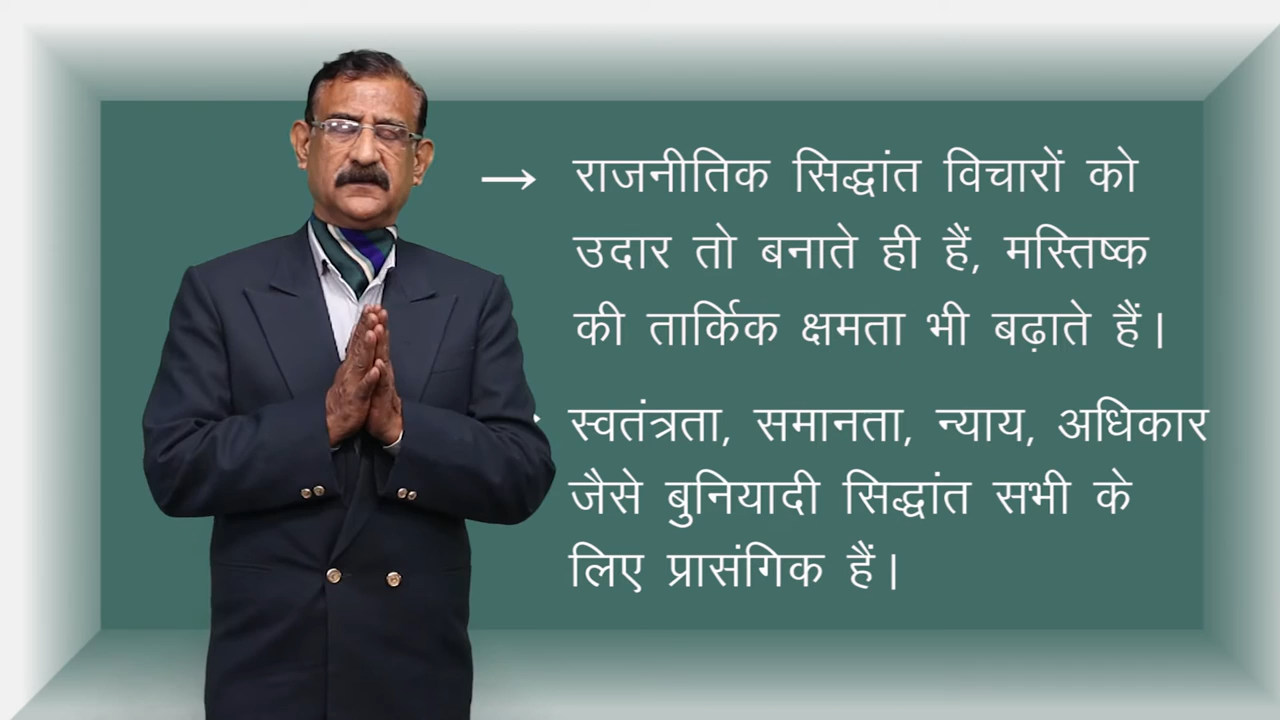 → राजनीतिक सिद्धांत विचारों को
उदार तो बनाते ही हैं, मस्तिष्क
की तार्किक क्षमता भी बढ़ाते हैं।
स्वतंत्रता, समानता, न्याय, अधिकार
जैसे बुनियादी सिद्धांत सभी के
लिए प्रासंगिक हैं।